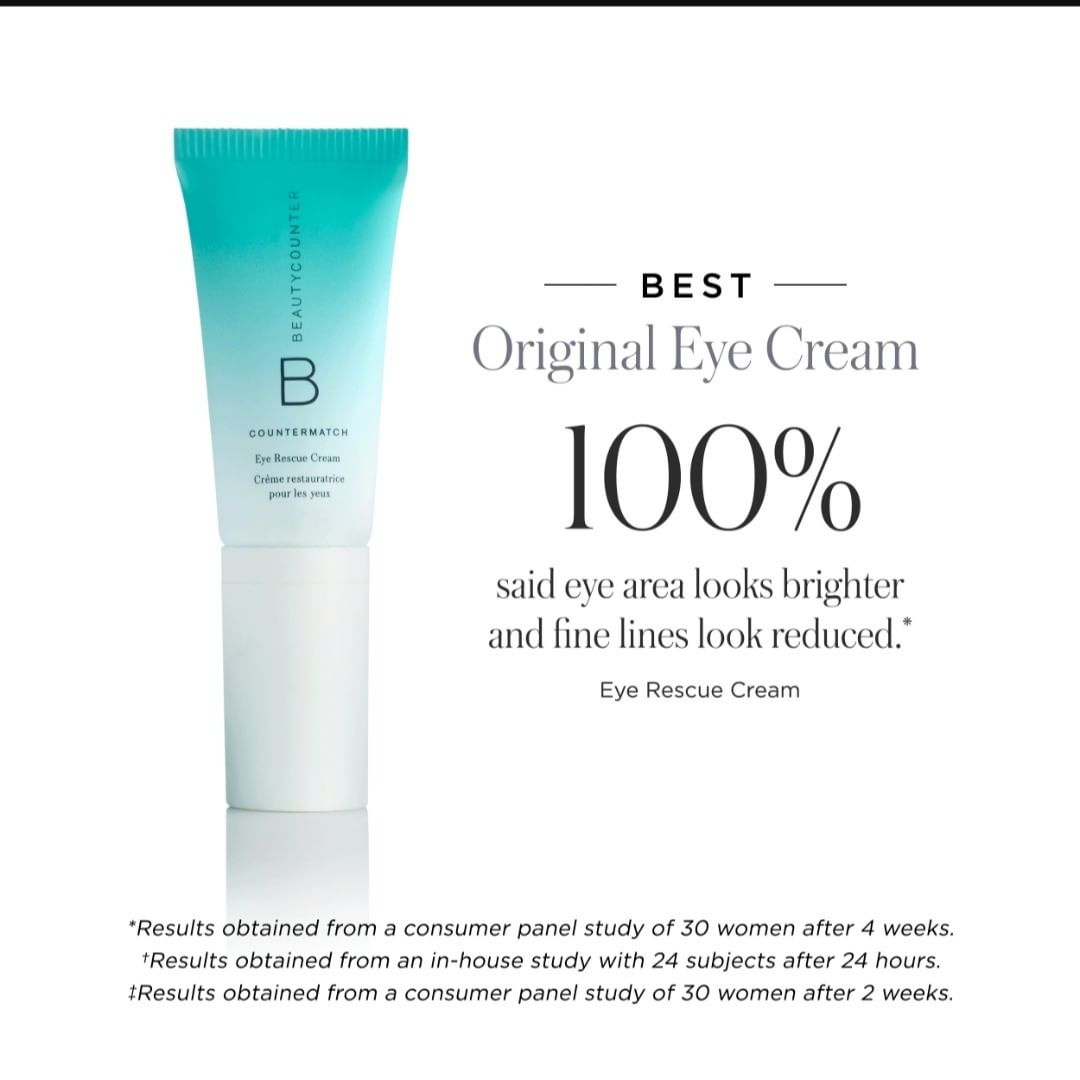 BEAUTYCOUNTER
B
COUNTERMATCH
Eye Rescue Cream
Crème restauratrice
pour les yeux
BEST
Original Eye Cream
100%
said eye area looks brighter
and fine lines look reduced.*
Eye Rescue Cream
*Results obtained from a consumer panel study of 30 women after 4 weeks.
†Results obtained from an in-house study with 24 subjects after 24 hours.
‡Results obtained from a consumer panel study of 30 women after 2 weeks.